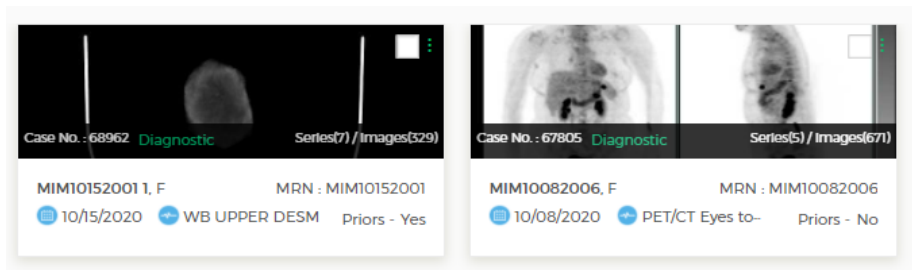 Case No. : 68962 Diagnostic Series(7) / Images(329)
MIM10152001 1, F MRN : MIM10152001
10/15/2020 WB UPPER DESM Priors - Yes
Case No. : 67805 Diagnostic Series(5) / Images(671)
MIM10082006, F MRN : MIM10082006
10/08/2020 PET/CT Eyes to-- Priors - No